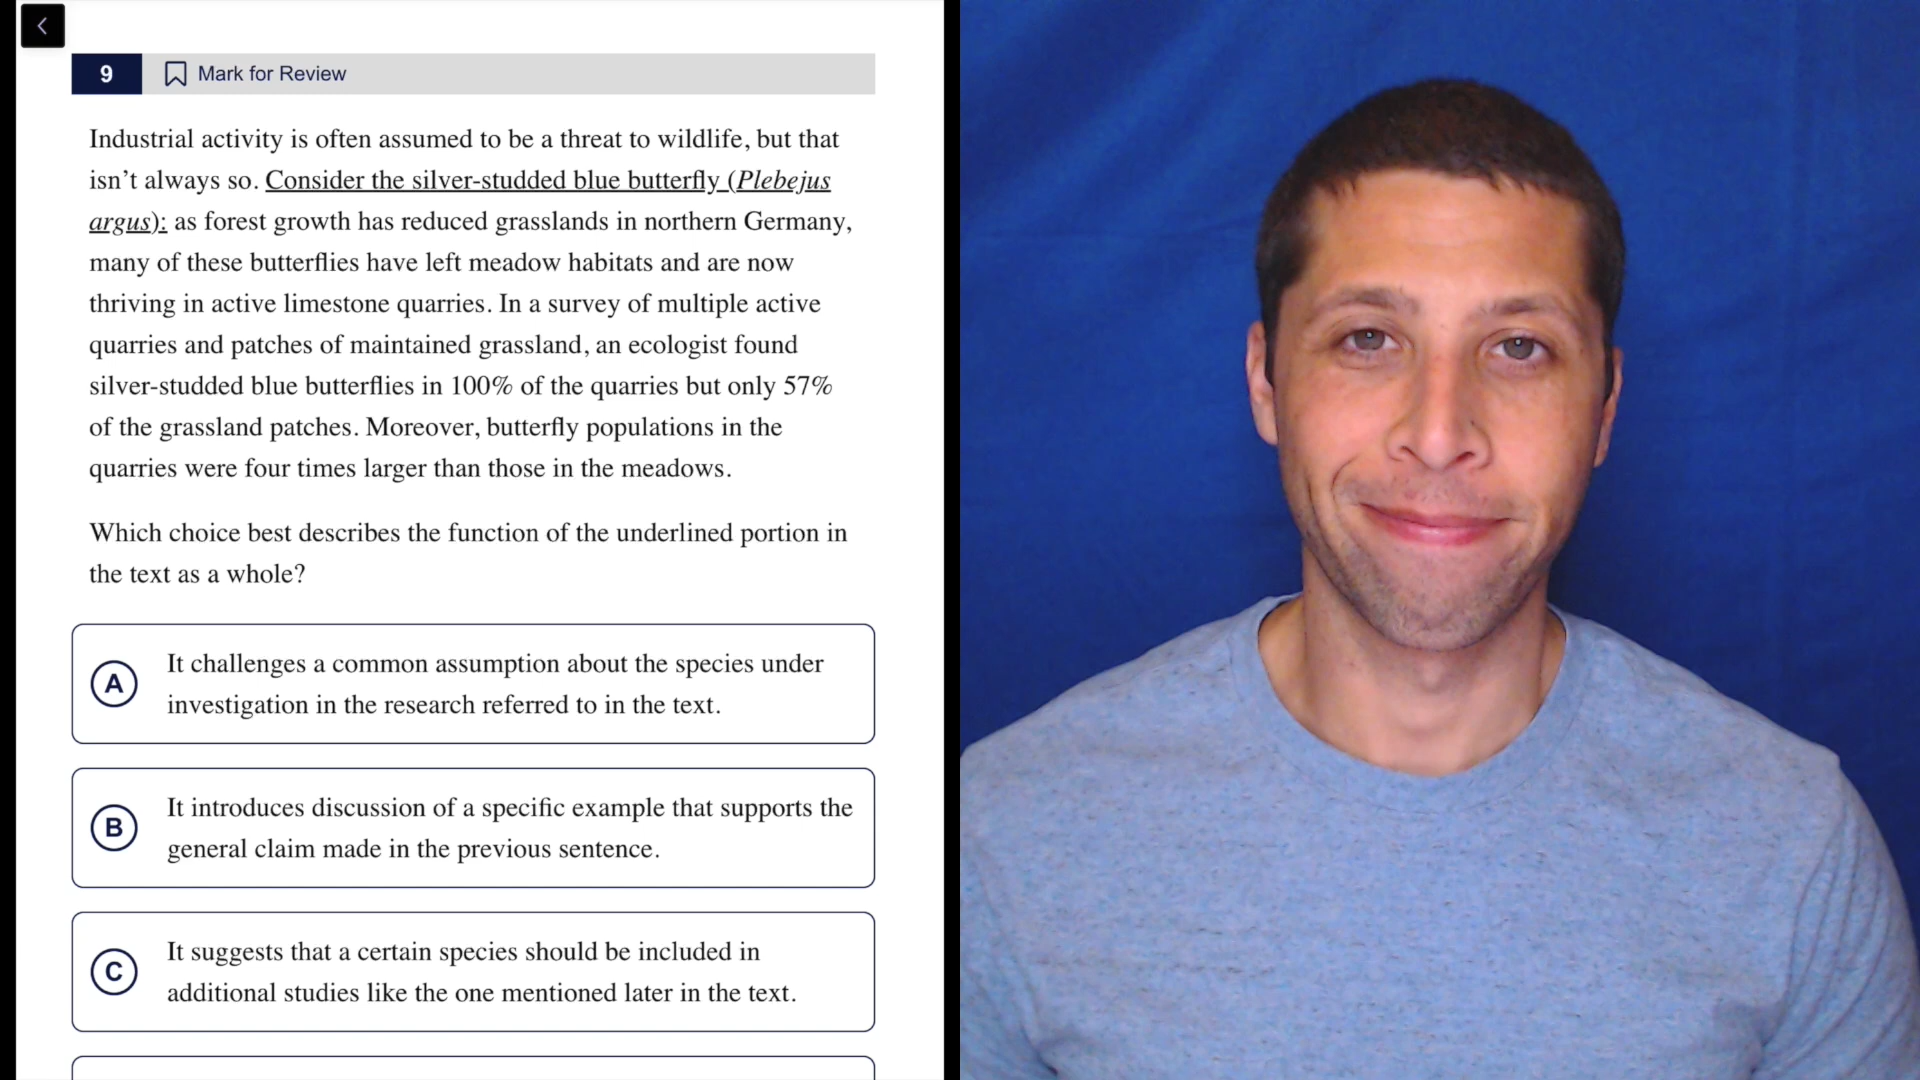 9
Mark for Review
Industrial activity is often assumed to be a threat to wildlife, but that
isn’t always so. Consider the silver-studded blue butterfly (Plebejus
argus): as forest growth has reduced grasslands in northern Germany,
many of these butterflies have left meadow habitats and are now
thriving in active limestone quarries. In a survey of multiple active
quarries and patches of maintained grassland, an ecologist found
silver-studded blue butterflies in 100% of the quarries but only 57%
of the grassland patches. Moreover, butterfly populations in the
quarries were four times larger than those in the meadows.
Which choice best describes the function of the underlined portion in
the text as a whole?
A
It challenges a common assumption about the species under
investigation in the research referred to in the text.
B
It introduces discussion of a specific example that supports the
general claim made in the previous sentence.
C
It suggests that a certain species should be included in
additional studies like the one mentioned later in the text.